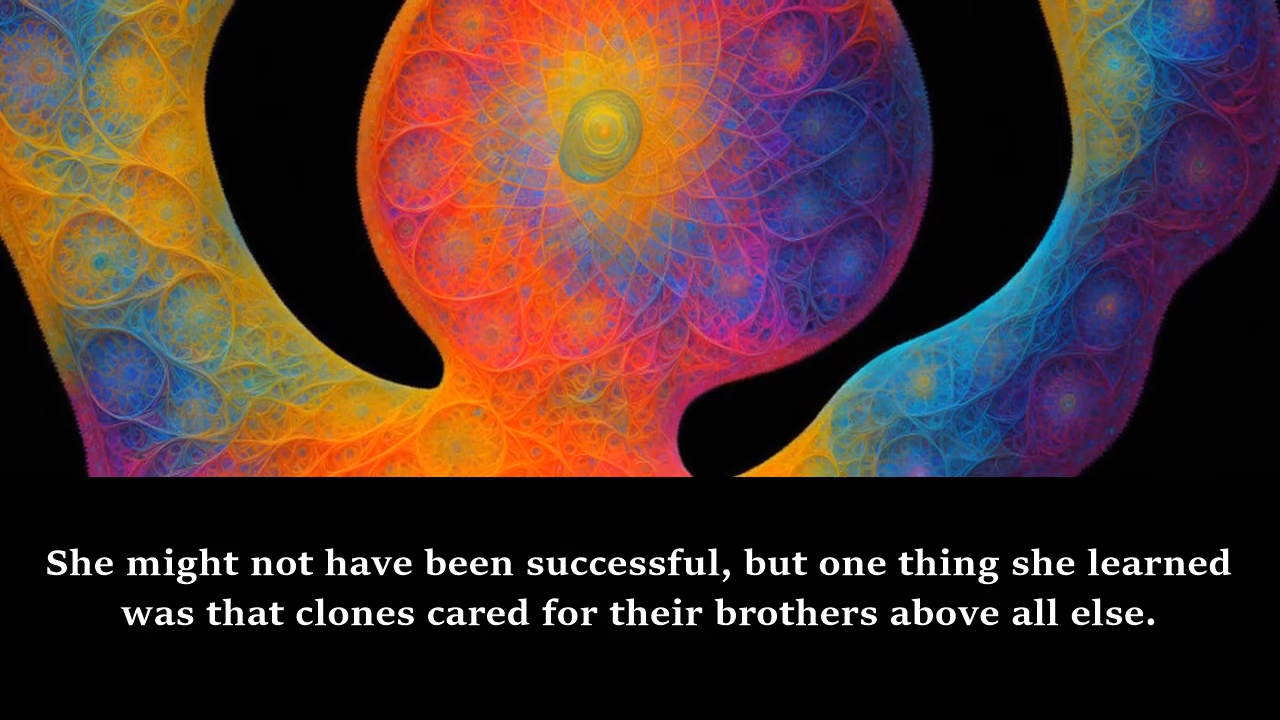 She might not have been successful, but one thing she learned
was that clones cared for their brothers above all else.